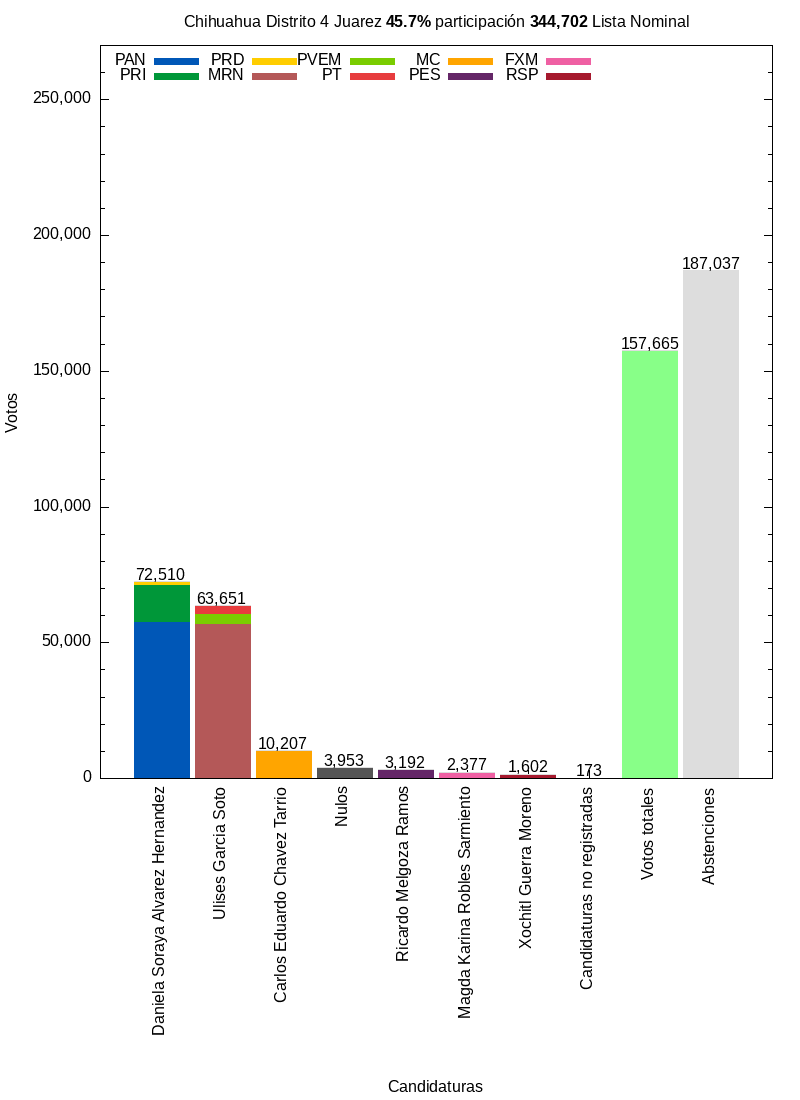 Chihuahua Distrito 4 Juarez 45.7% participación 344,702 Lista Nominal
PAN PRD PVEM MC FXM
PRI MRN PT PES RSP
250,000
200,000
150,000
100,000
50,000
0
Votos
72,510
63,651
10,207
3,953
3,192
2,377
1,602
173
157,665
187,037
Daniela Soraya Alvarez Hernandez
Ulises Garcia Soto
Carlos Eduardo Chavez Tarrio
Nulos
Ricardo Melgoza Ramos
Magda Karina Robles Sarmiento
Xochitl Guerra Moreno
Candidaturas no registradas
Votos totales
Abstenciones
Candidaturas